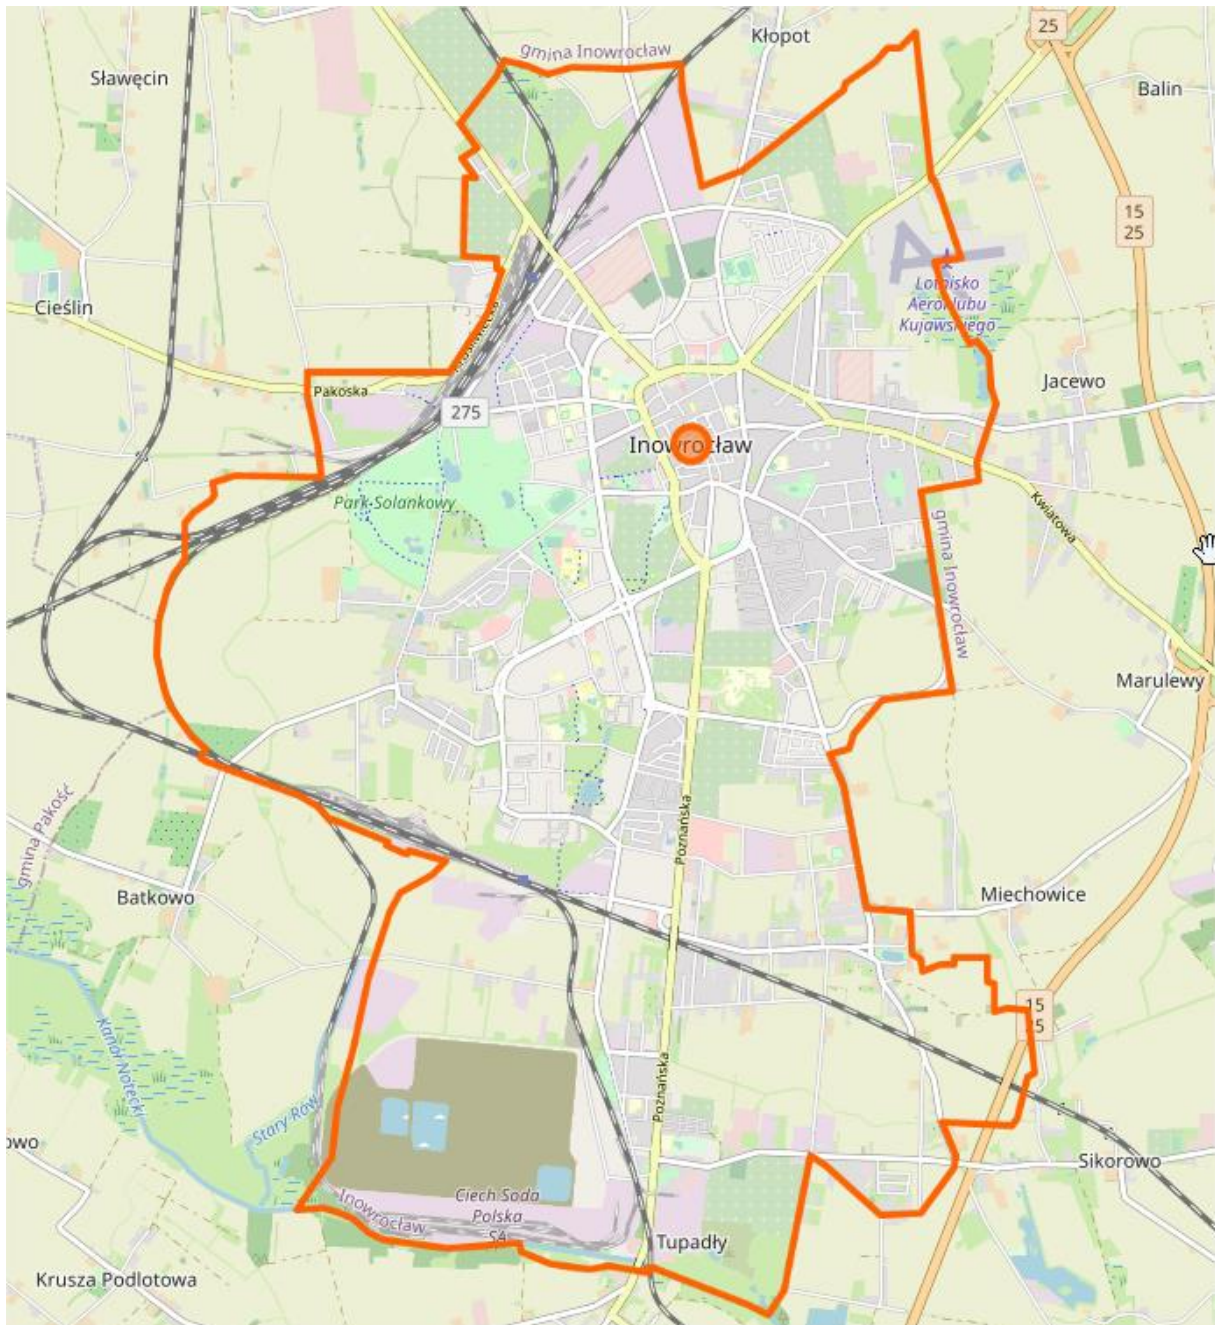 25
Kłopot
gmina Inowrocław
Sławęcin
Balin
15
25
Lotnisko
Aeroklubu
Kujawskiego
Cieślin
Pakoska
275
Jacewo
Inowrocław
Park Solankowy
Kwiatowa
gmina Inowrocław
Marulewy
gmina Pakość
Poznańska
Miechowice
Batkowo
15
25
Kanał Notecki
Stary Rów
Poznańska
owo
Sikorowo
Inowrocław
Ciech Soda
Polska
SA
Tupadły
Krusza Podlotowa